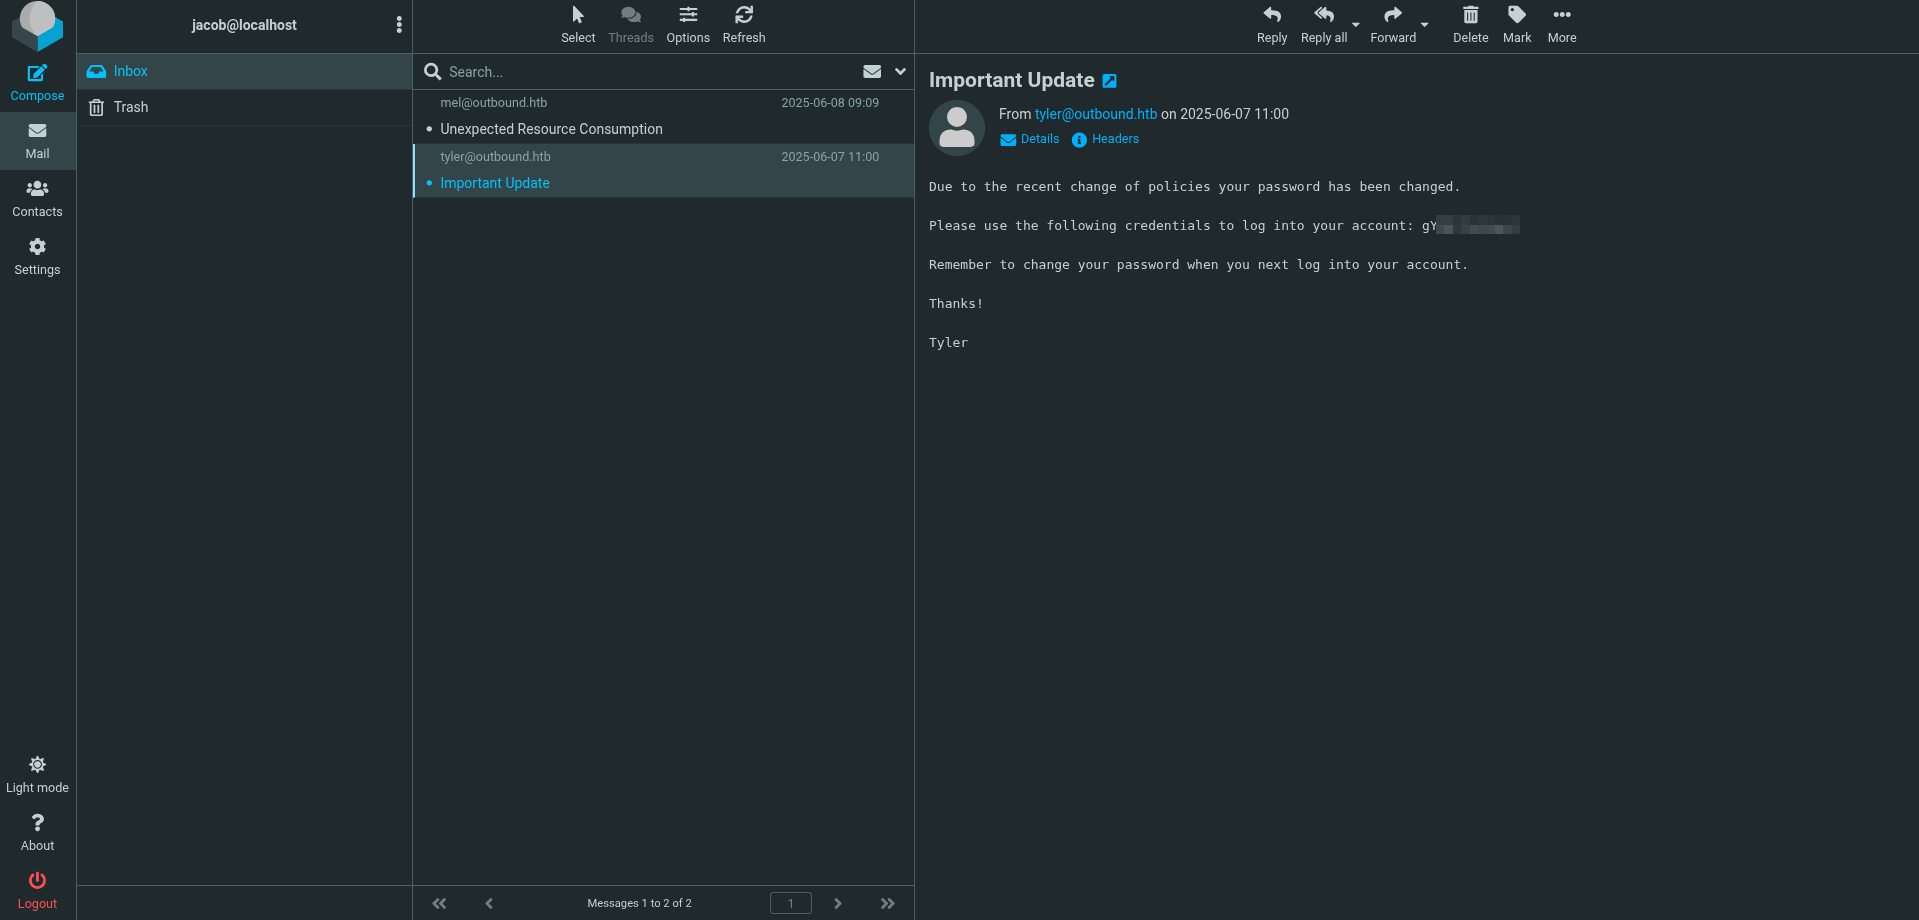 jacob@localhost
Select
Threads
Options
Refresh
Reply
Reply all
Forward
Delete
Mark
More
Compose
Mail
Contacts
Settings
Light mode
About
Logout
Inbox
Trash
Search...
mel@outbound.htb 2025-06-08 09:09
Unexpected Resource Consumption
tyler@outbound.htb 2025-06-07 11:00
Important Update
Messages 1 to 2 of 2
1
Important Update
From tyler@outbound.htb on 2025-06-07 11:00
Details Headers
Due to the recent change of policies your password has been changed.
Please use the following credentials to log into your account: gY
Remember to change your password when you next log into your account.
Thanks!
Tyler